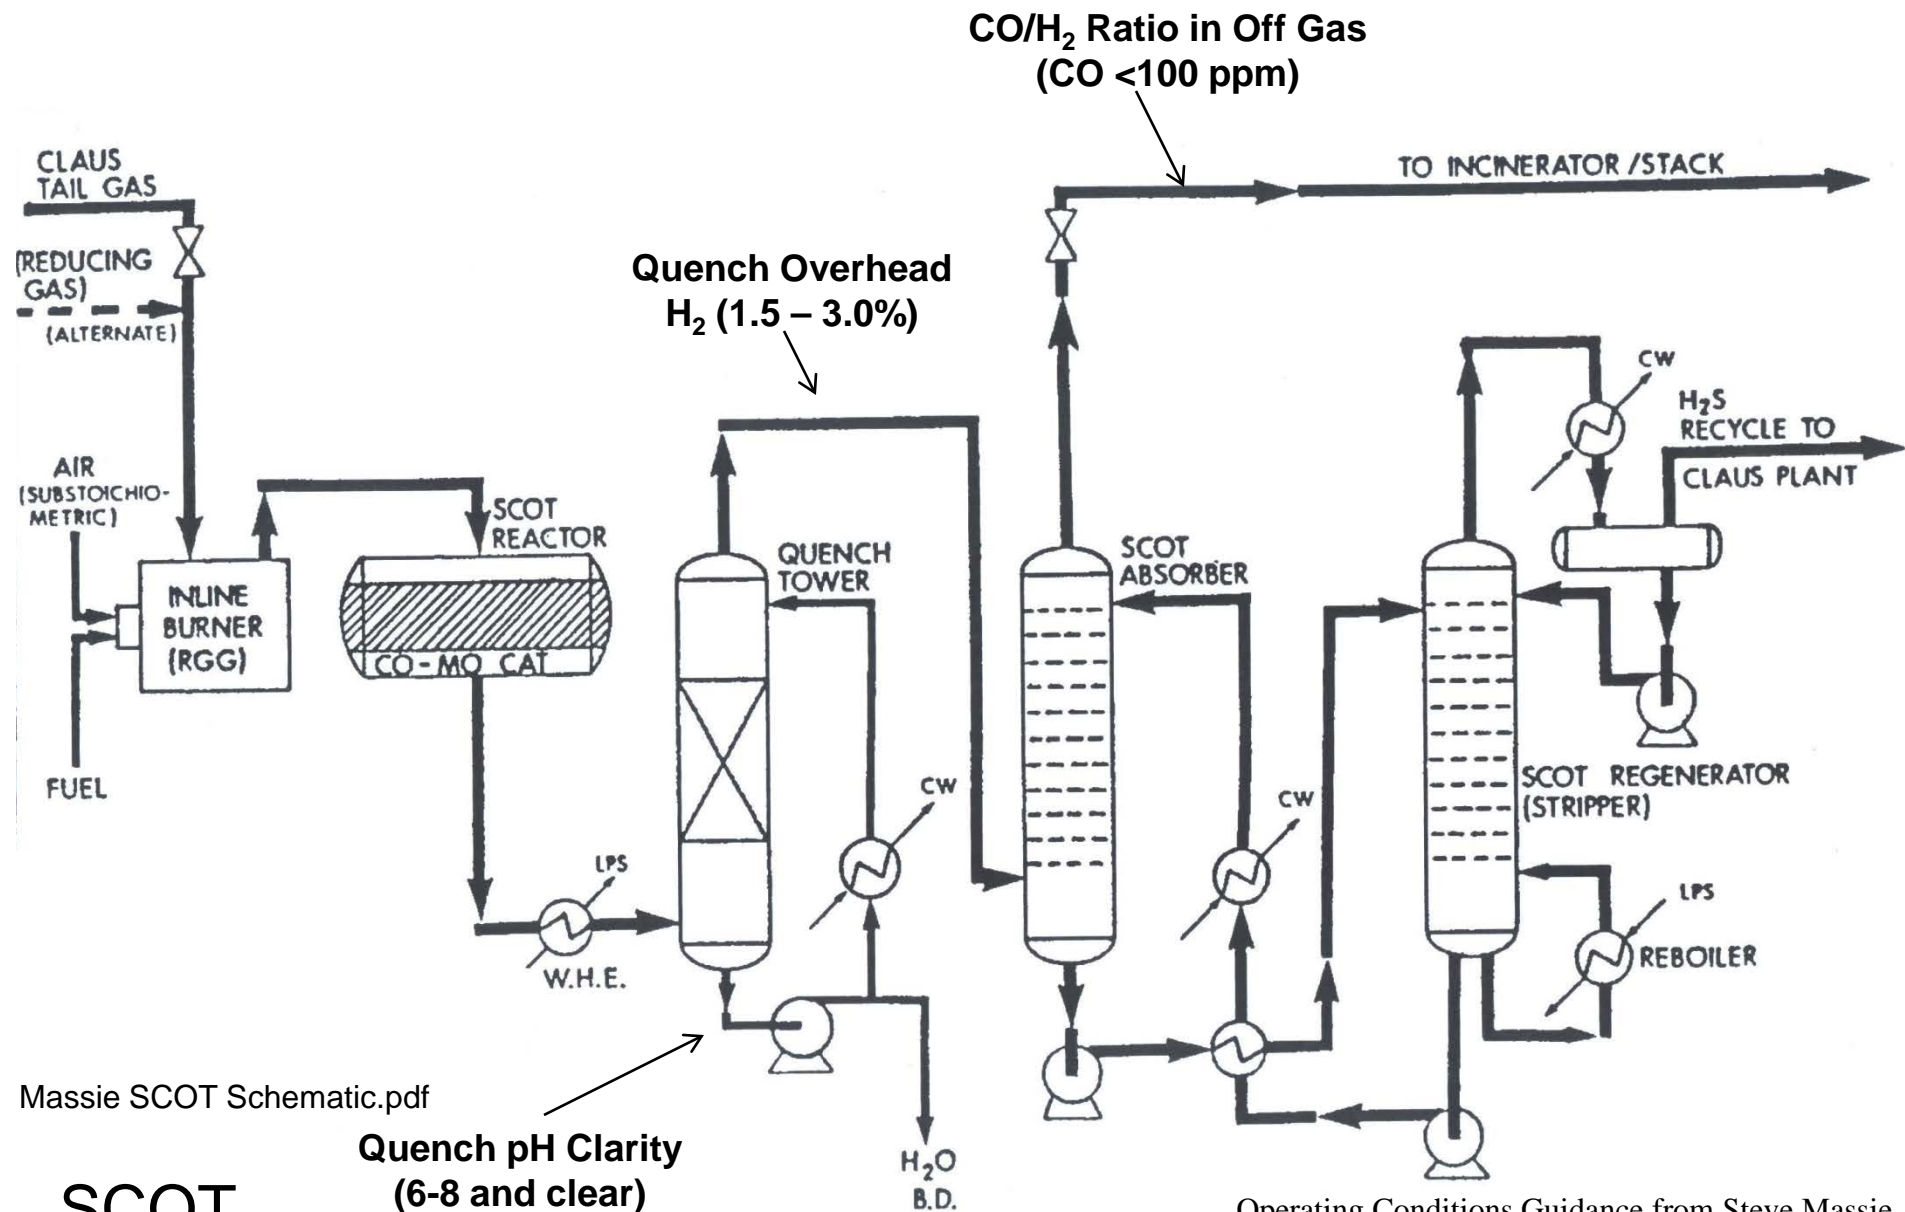 CO/H2 Ratio in Off Gas
(CO <100 ppm)
CLAUS
TAIL GAS
TO INCINERATOR /STACK
(REDUCING
GAS)
(ALTERNATE)
Quench Overhead
H2 (1.5 – 3.0%)
CW
H2S
RECYCLE TO
CLAUS PLANT
AIR
(SUBSTOICHIO-
METRIC)
SCOT
REACTOR
QUENCH
TOWER
SCOT
ABSORBER
INLINE
BURNER
(RGG)
CO-MO CAT
FUEL
CW
CW
SCOT REGENERATOR
(STRIPPER)
LPS
W.H.E.
LPS
REBOILER
Massie SCOT Schematic.pdf
Quench pH Clarity
(6-8 and clear)
H2O
B.D.
SCOT
Operating Conditions Guidance from Steve Massie